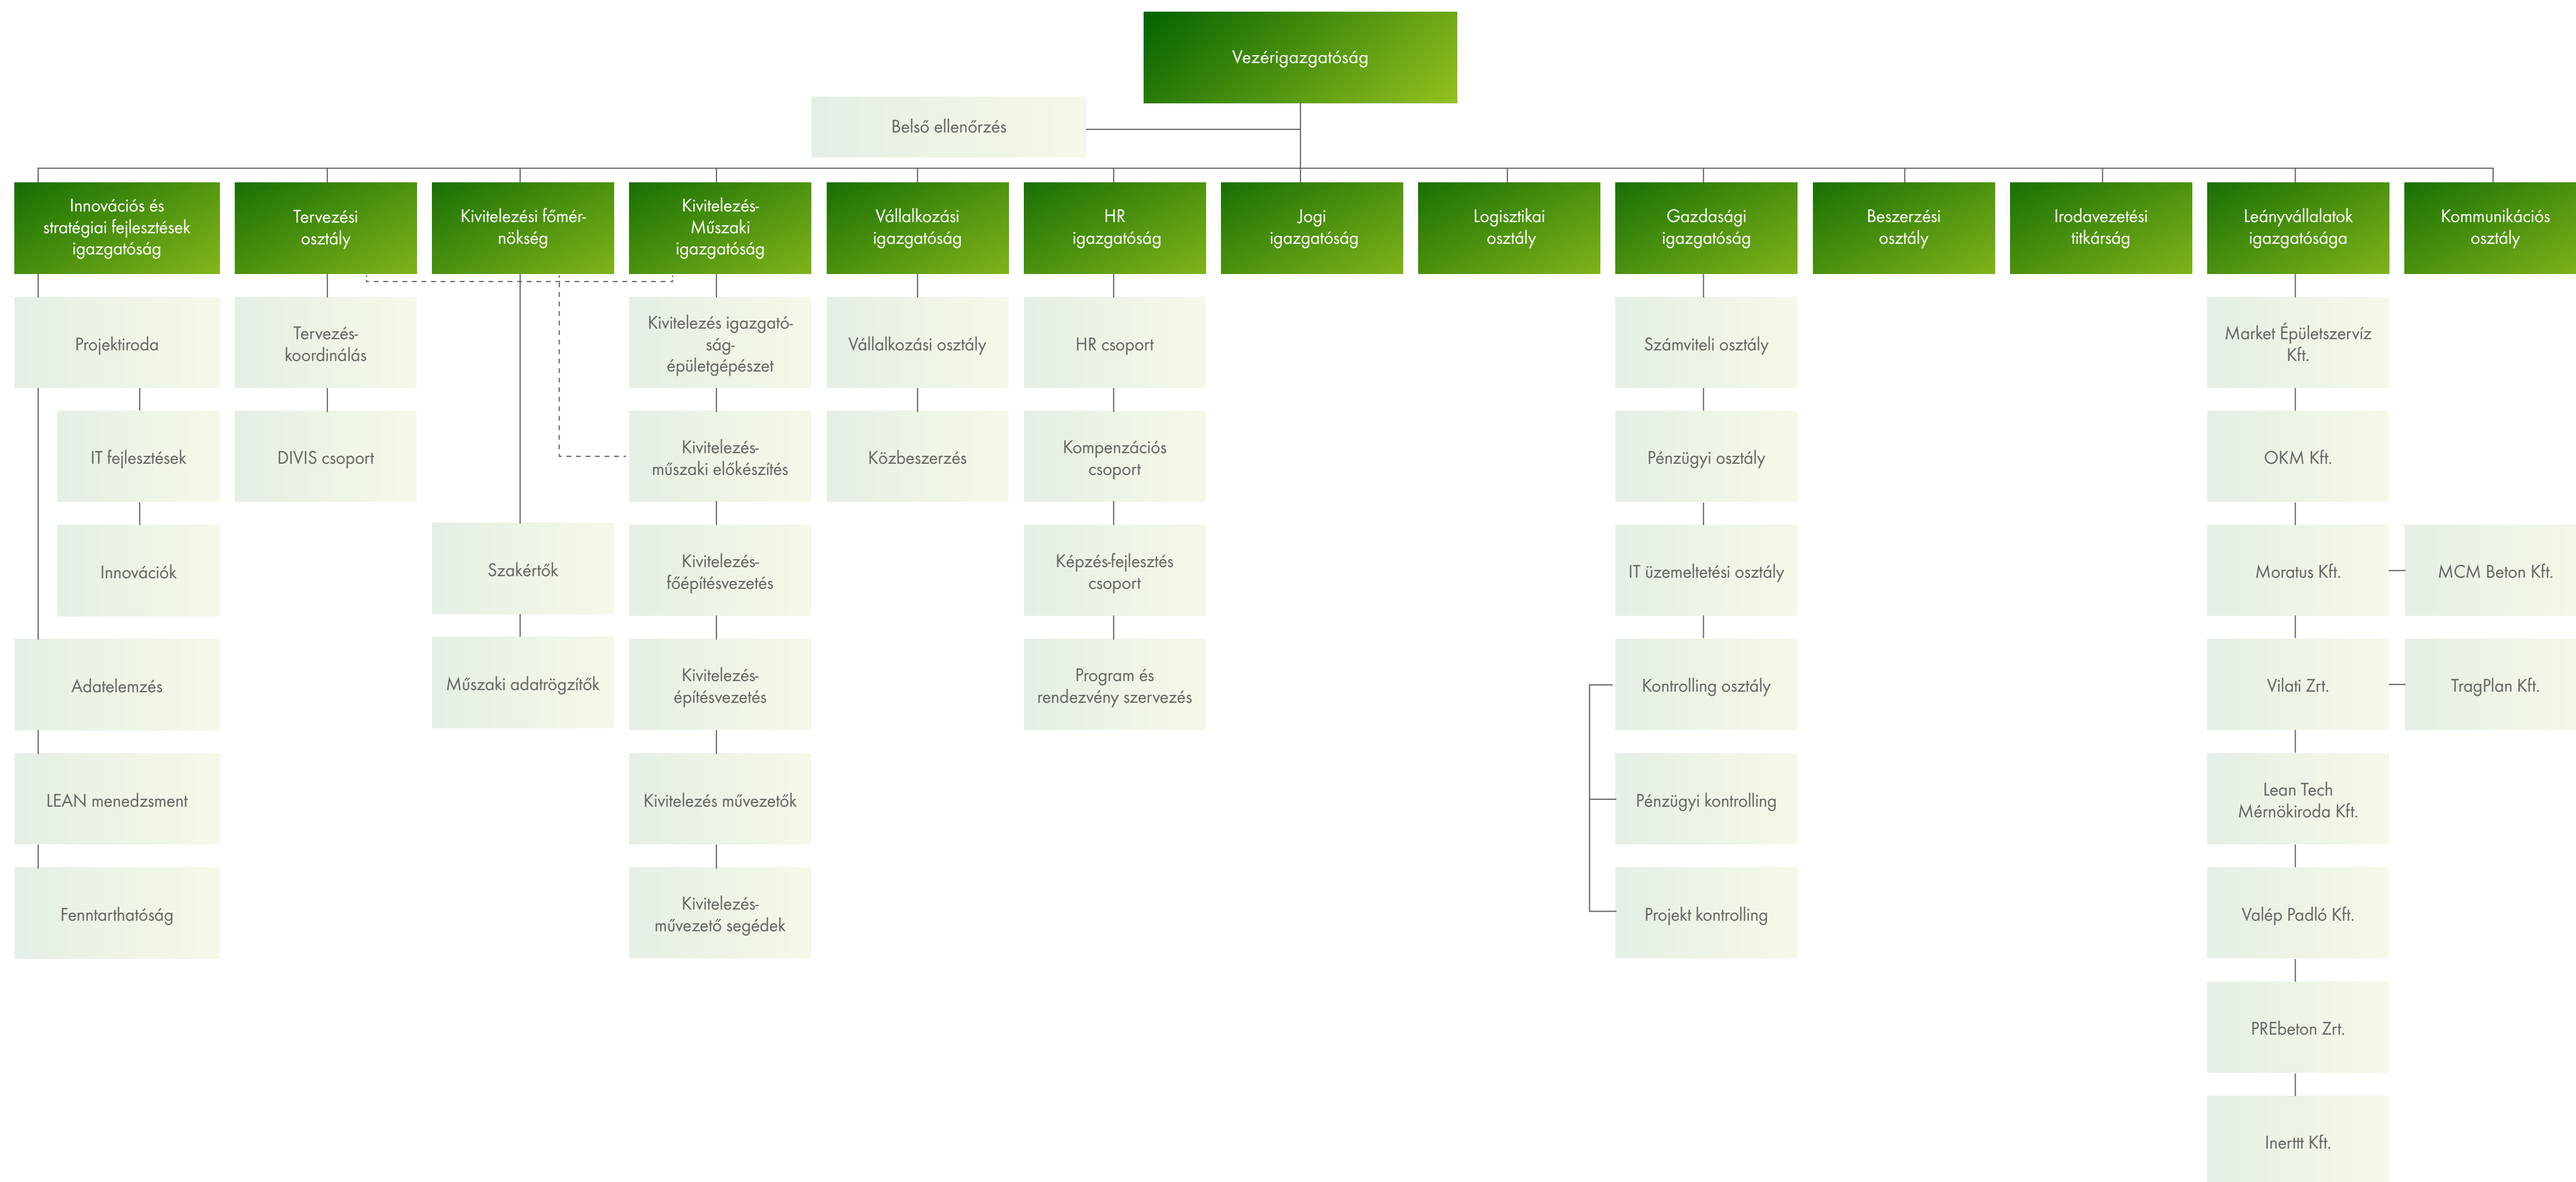 Vezérigazgatóság
Belső ellenőrzés
Innovációs és
stratégiai fejlesztések
igazgatóság
Tervezési
osztály
Kivitelezési főmér-
nökség
Kivitelezés-
Műszaki
igazgatóság
Vállalkozási
igazgatóság
HR
igazgatóság
Jogi
igazgatóság
Logisztikai
osztály
Gazdasági
igazgatóság
Beszerzési
osztály
Irodavezetési
titkárság
Leányvállalatok
igazgatósága
Kommunikációs
osztály
Projektiroda
Tervezés-
koordinálás
Kivitelezés igazgató-
ság-
épületgépészet
Vállalkozási osztály
HR csoport
Számviteli osztály
Market Épületszervíz
Kft.
IT fejlesztések
DIVIS csoport
Kivitelezés-
műszaki előkészítés
Közbeszerzés
Kompenzációs
csoport
Pénzügyi osztály
OKM Kft.
Innovációk
Szakértők
Kivitelezés-
főépítésvezetés
Képzés-fejlesztés
csoport
IT üzemeltetési osztály
Moratus Kft.
MCM Beton Kft.
Adatelemzés
Műszaki adatrögzítők
Kivitelezés-
építésvezetés
Program és
rendezvény szervezés
Kontrolling osztály
Vilati Zrt.
TragPlan Kft.
LEAN menedzsment
Kivitelezés művezetők
Pénzügyi kontrolling
Lean Tech
Mérnökiroda Kft.
Fenntarthatóság
Kivitelezés-
művezető segédek
Projekt kontrolling
Valép Padló Kft.
PREbeton Zrt.
Inerttt Kft.